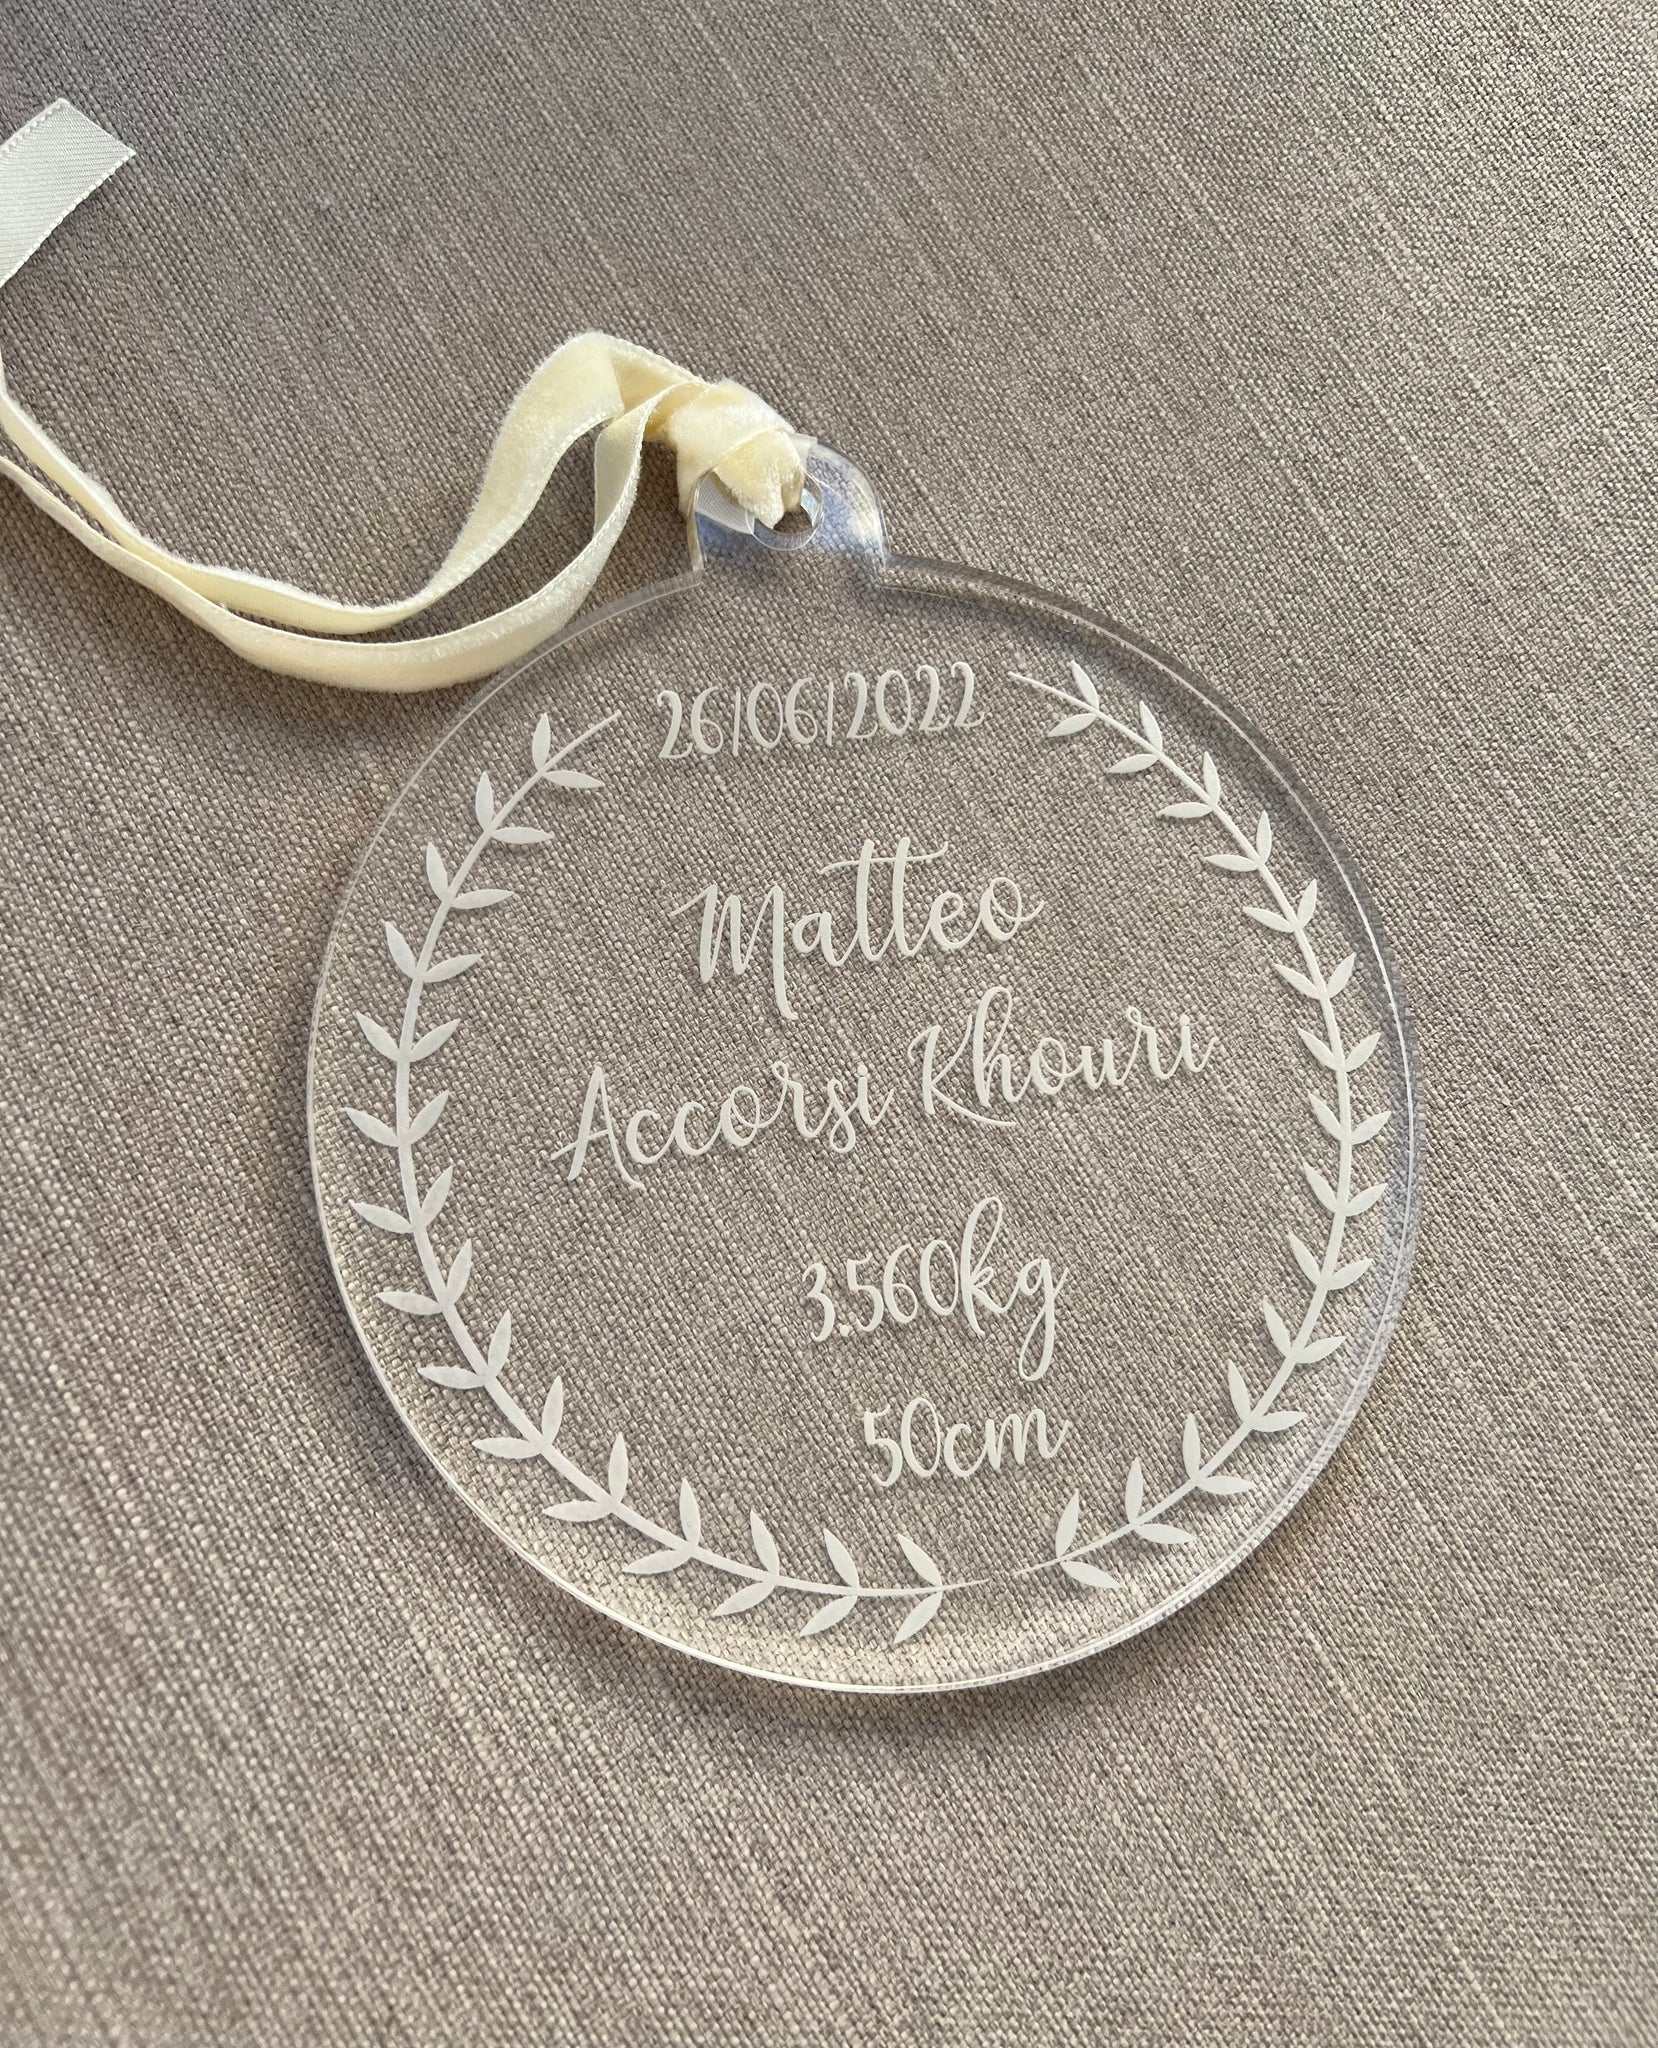 26/06/2022
Matteo
Accorsi Khouri
3.560kg
50cm